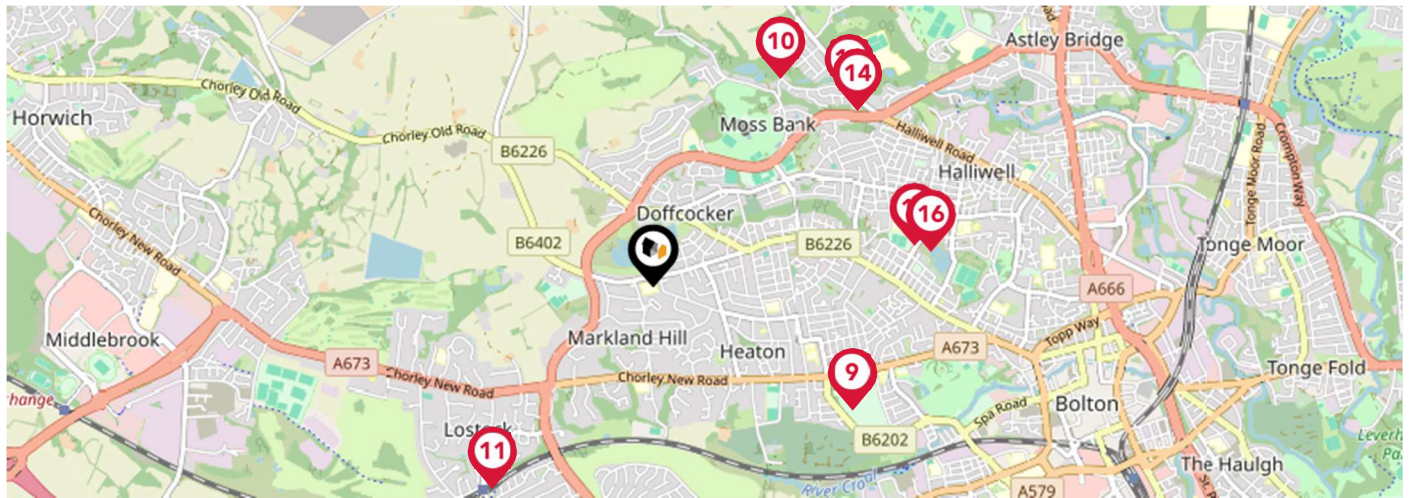 10
14
Astley Bridge
Chorley Old Road
Horwich
Chorley Old Road
B6226
Moss Bank
Halliwell Road
Halliwell
Crompton Way
Tonge Moor Road
Chorley New Road
Doffcocker
16
B6402
B6226
Tonge Moor
A666
Middlebrook
Markland Hill
Heaton
A673
Topp Way
A673
Chorley New Road
Chorley New Road
9
Tonge Fold
Bolton
Spa Road
B6202
11
River Croal
A579
The Haulgh